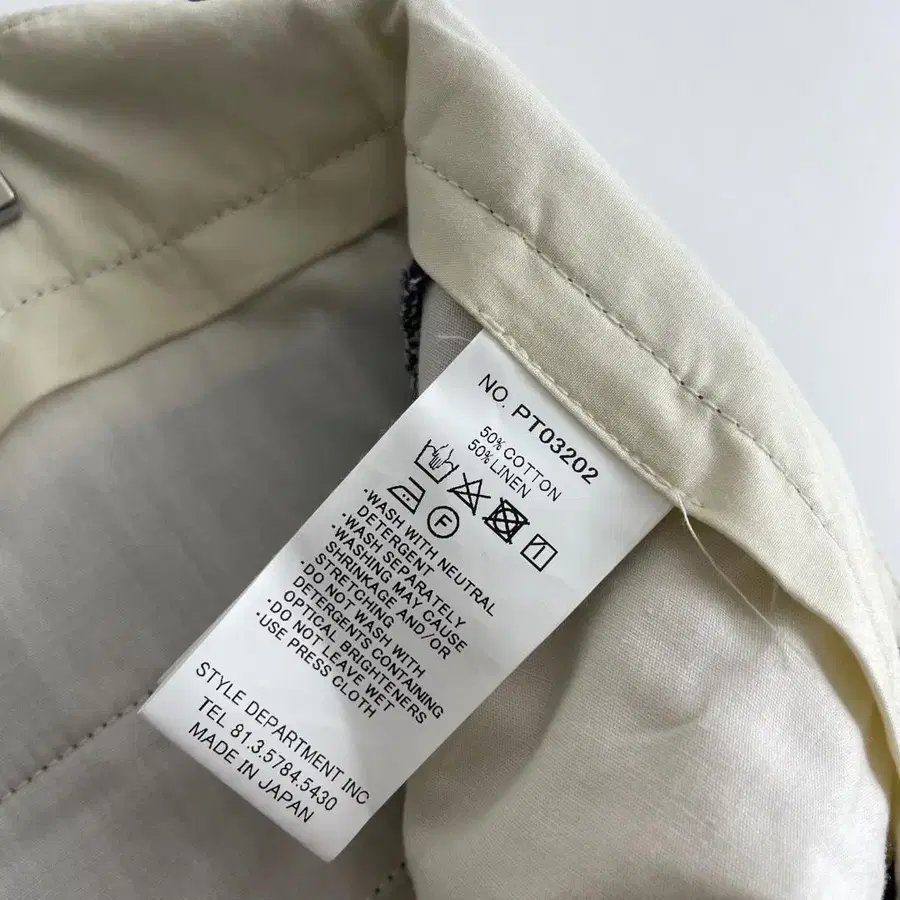 NO. PT03202
50% COTTON
50% LINEN
F
·WASH WITH NEUTRAL
DETERGENT
·WASH SEPARATELY
·WASHING MAY CAUSE
SHRINKAGE AND/OR
STRETCHING
·DO NOT WASH WITH
DETERGENTS CONTAINING
OPTICAL BRIGHTENERS
·DO NOT LEAVE WET
·USE PRESS CLOTH
STYLE DEPARTMENT INC
TEL 81.3.5784.5430
MADE IN JAPAN